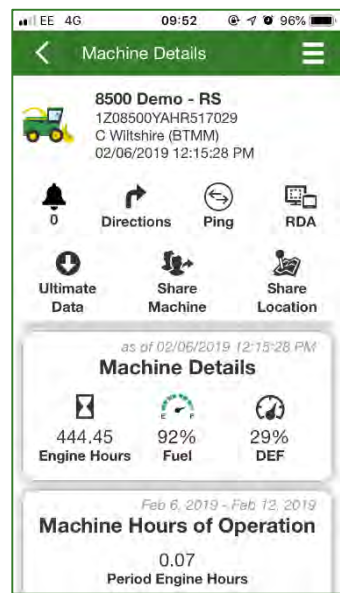 EE 4G 09:52 96%
Machine Details
8500 Demo - RS
1Z08500YAHR517029
C Wiltshire (BTMM)
02/06/2019 12:15:28 PM
0 Directions Ping RDA
Ultimate Data Share Machine Share Location
as of 02/06/2019 12:15:28 PM
Machine Details
E F
444.45 92% 29%
Engine Hours Fuel DEF
Feb 6, 2019 - Feb 12, 2019
Machine Hours of Operation
0.07
Period Engine Hours